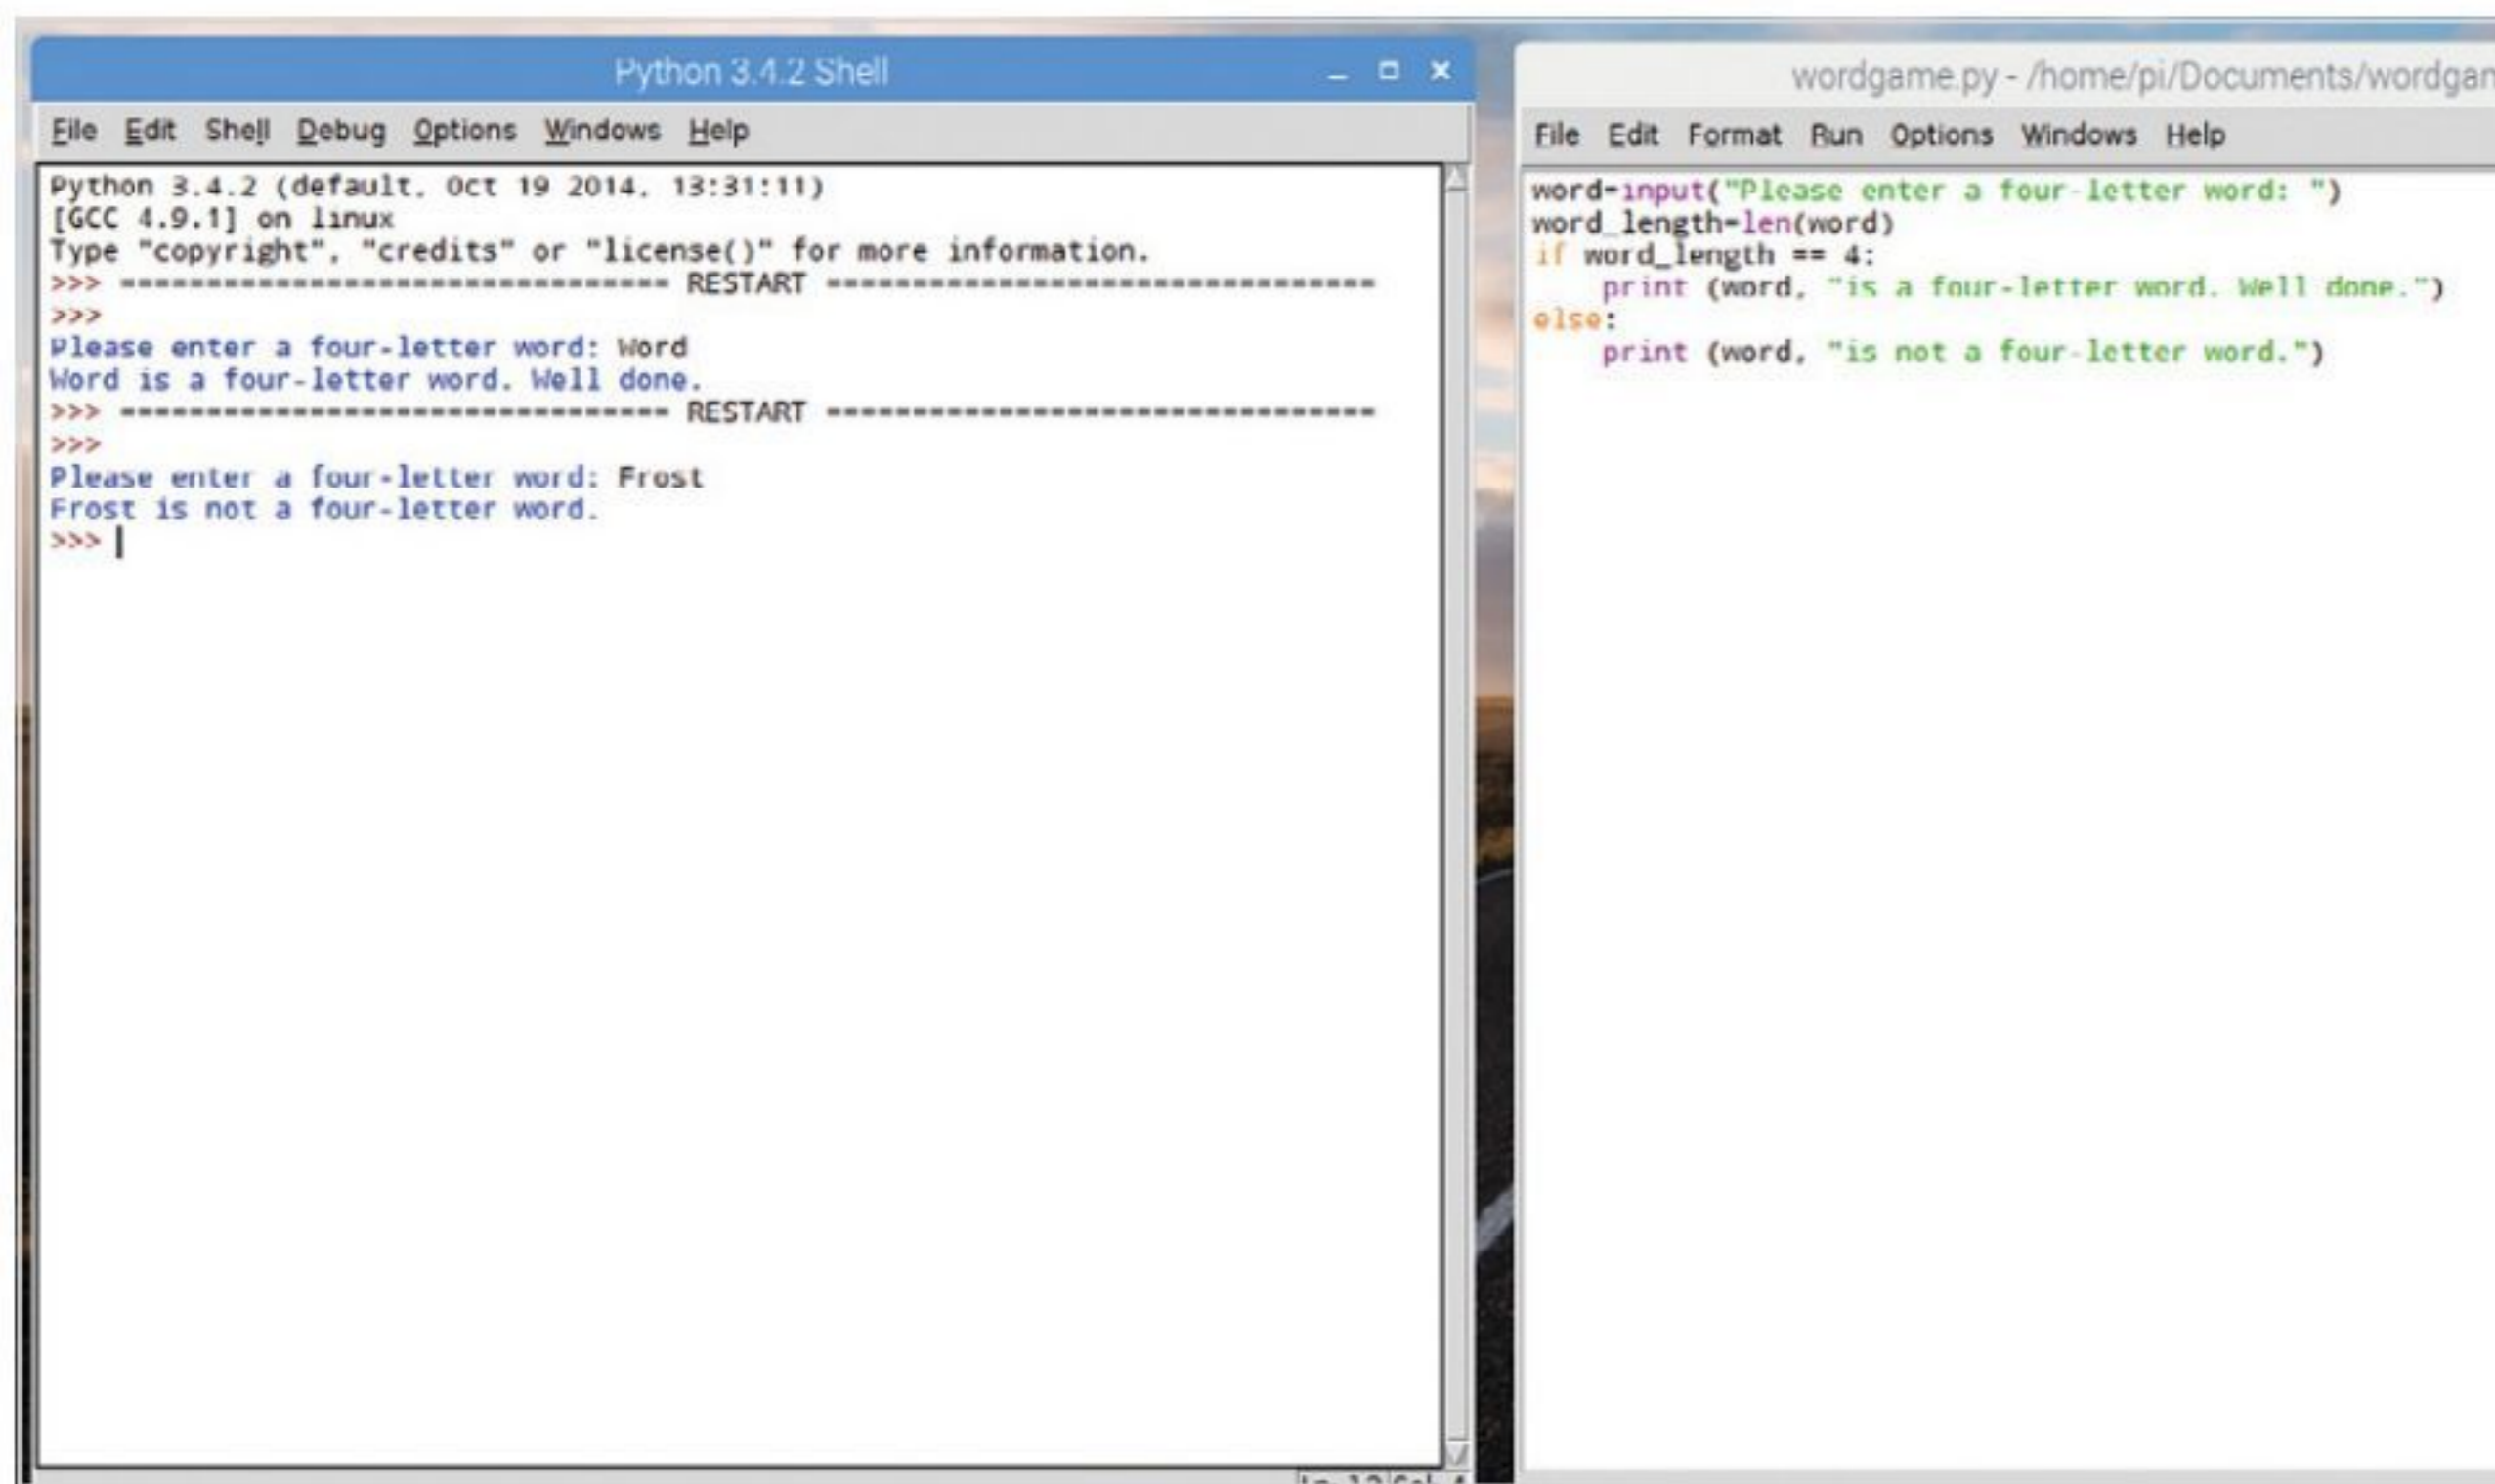 Python 3.4.2 Shell
File Edit Shell Debug Options Windows Help
Python 3.4.2 (default, Oct 19 2014, 13:31:11)
[GCC 4.9.1] on linux
Type "copyright", "credits" or "license()" for more information.
>>> ================================ RESTART ================================
>>>
Please enter a four-letter word: Word
Word is a four-letter word. Well done.
>>> ================================ RESTART ================================
>>>
Please enter a four-letter word: Frost
Frost is not a four-letter word.
>>>
wordgame.py - /home/pi/Documents/wordgam
File Edit Format Run Options Windows Help
word=input("Please enter a four-letter word: ")
word_length=len(word)
if word_length == 4:
    print (word, "is a four-letter word. Well done.")
else:
    print (word, "is not a four-letter word.")